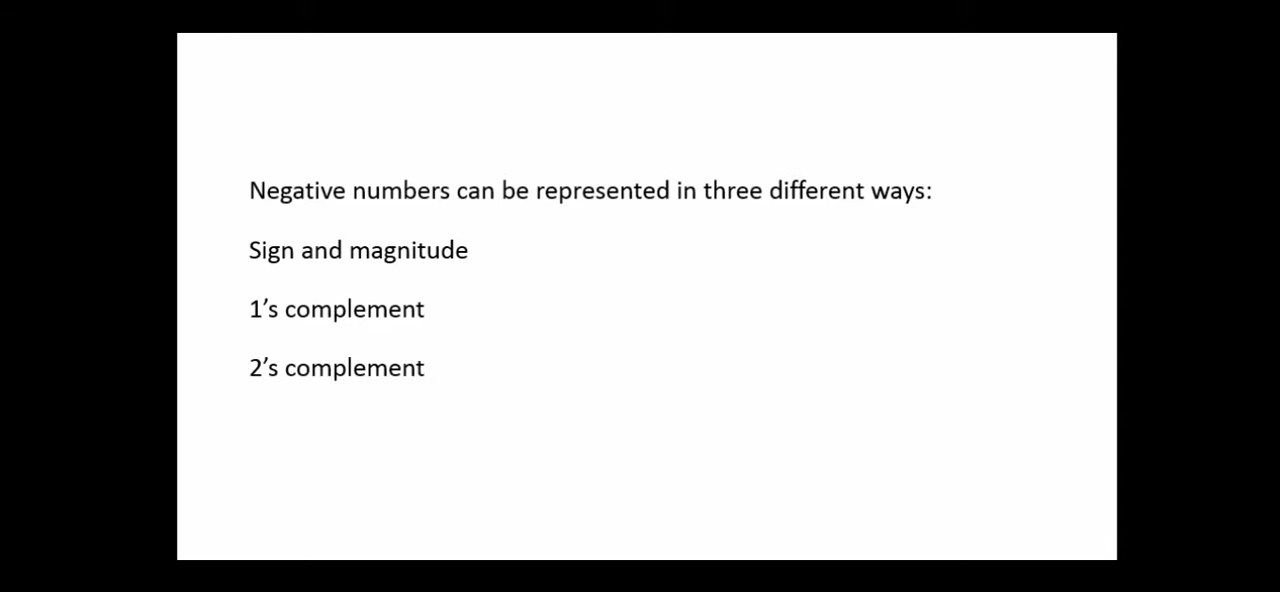 Negative numbers can be represented in three different ways:
Sign and magnitude
1’s complement
2’s complement